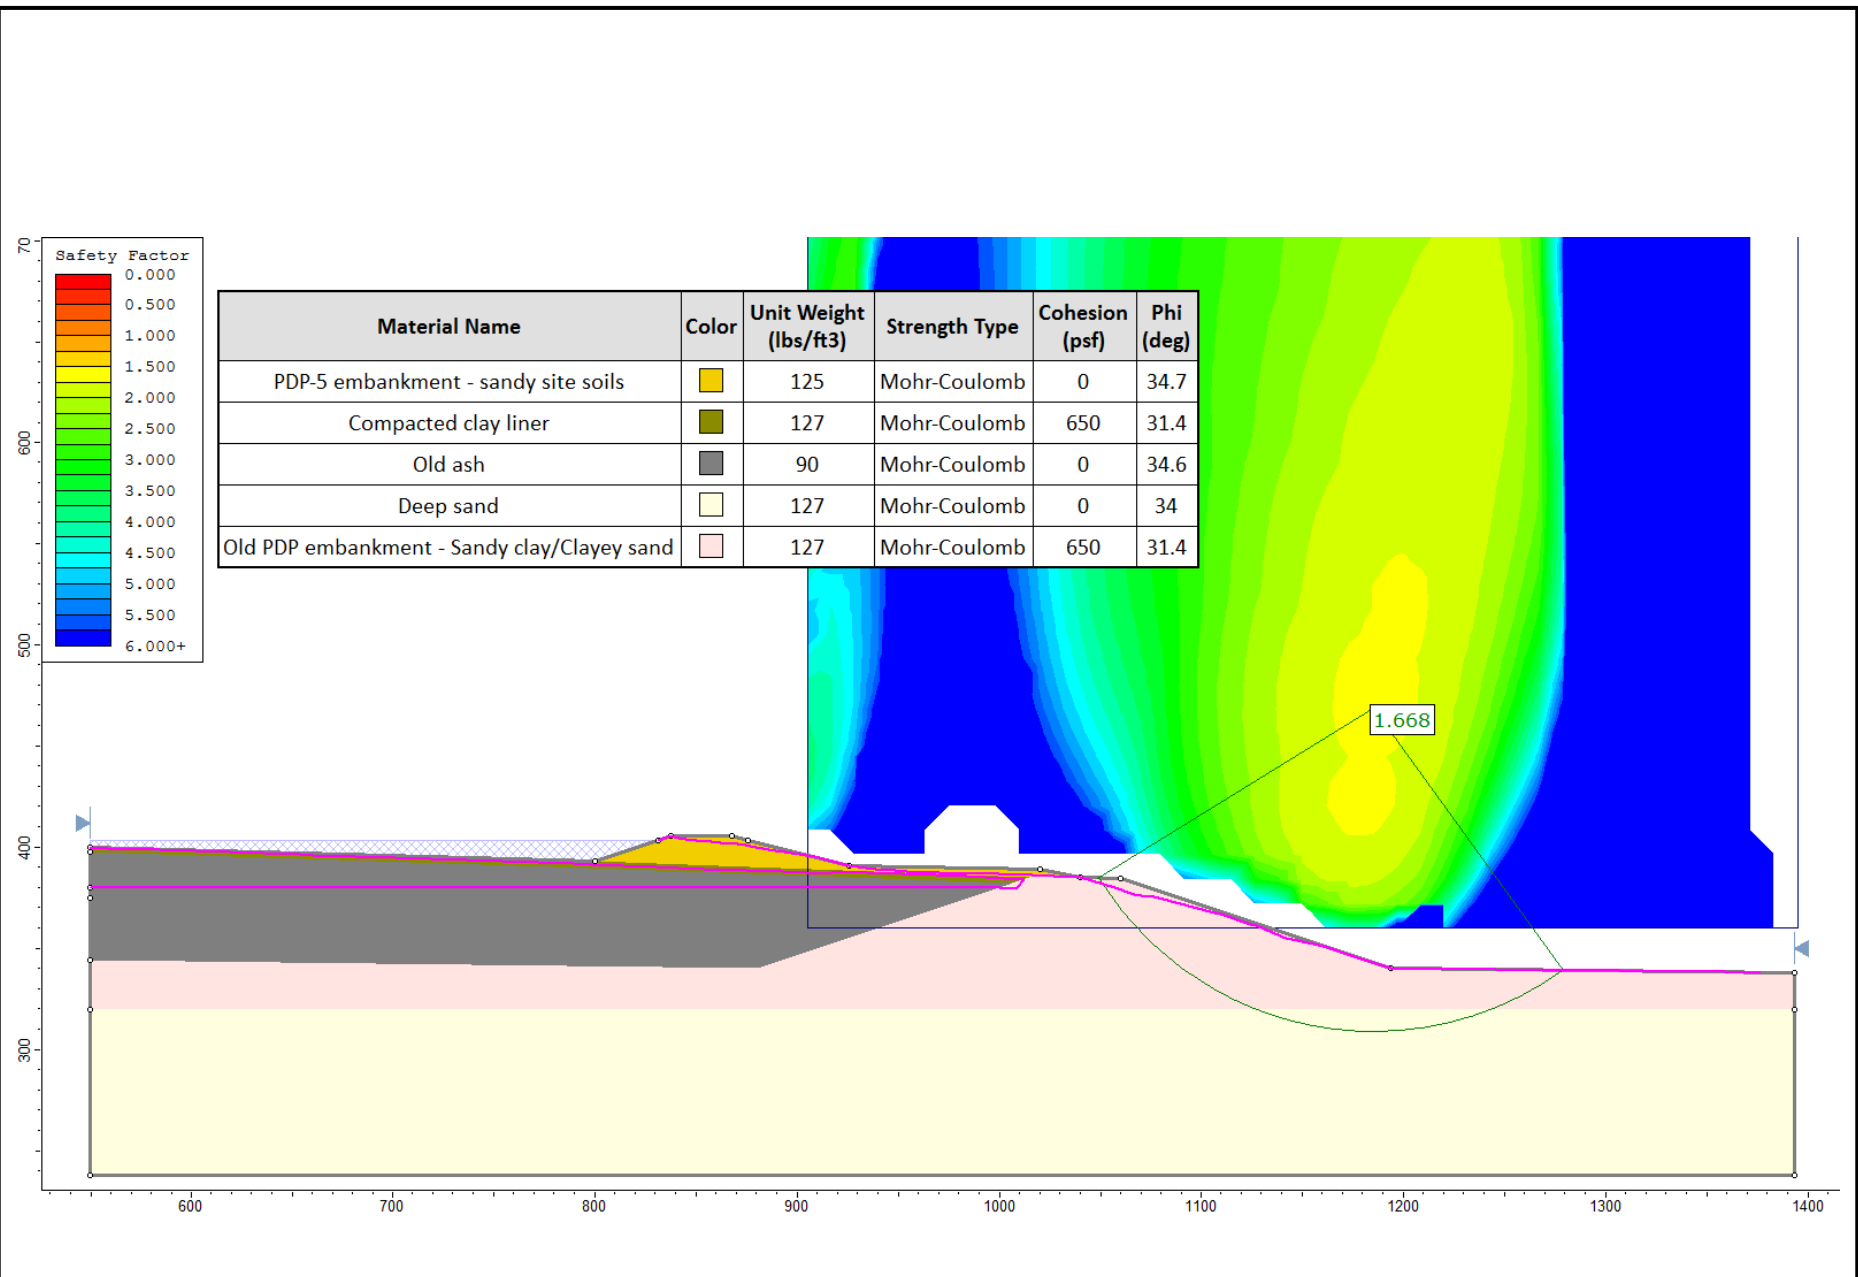 Safety Factor
0.000
0.500
1.000
1.500
2.000
2.500
3.000
3.500
4.000
4.500
5.000
5.500
6.000+
Material Name Color Unit Weight (lbs/ft3) Strength Type Cohesion (psf) Phi (deg)
PDP-5 embankment - sandy site soils 125 Mohr-Coulomb 0 34.7
Compacted clay liner 127 Mohr-Coulomb 650 31.4
Old ash 90 Mohr-Coulomb 0 34.6
Deep sand 127 Mohr-Coulomb 0 34
Old PDP embankment - Sandy clay/Clayey sand 127 Mohr-Coulomb 650 31.4
1.668
70
600
500
400
300
600 700 800 900 1000 1100 1200 1300 1400